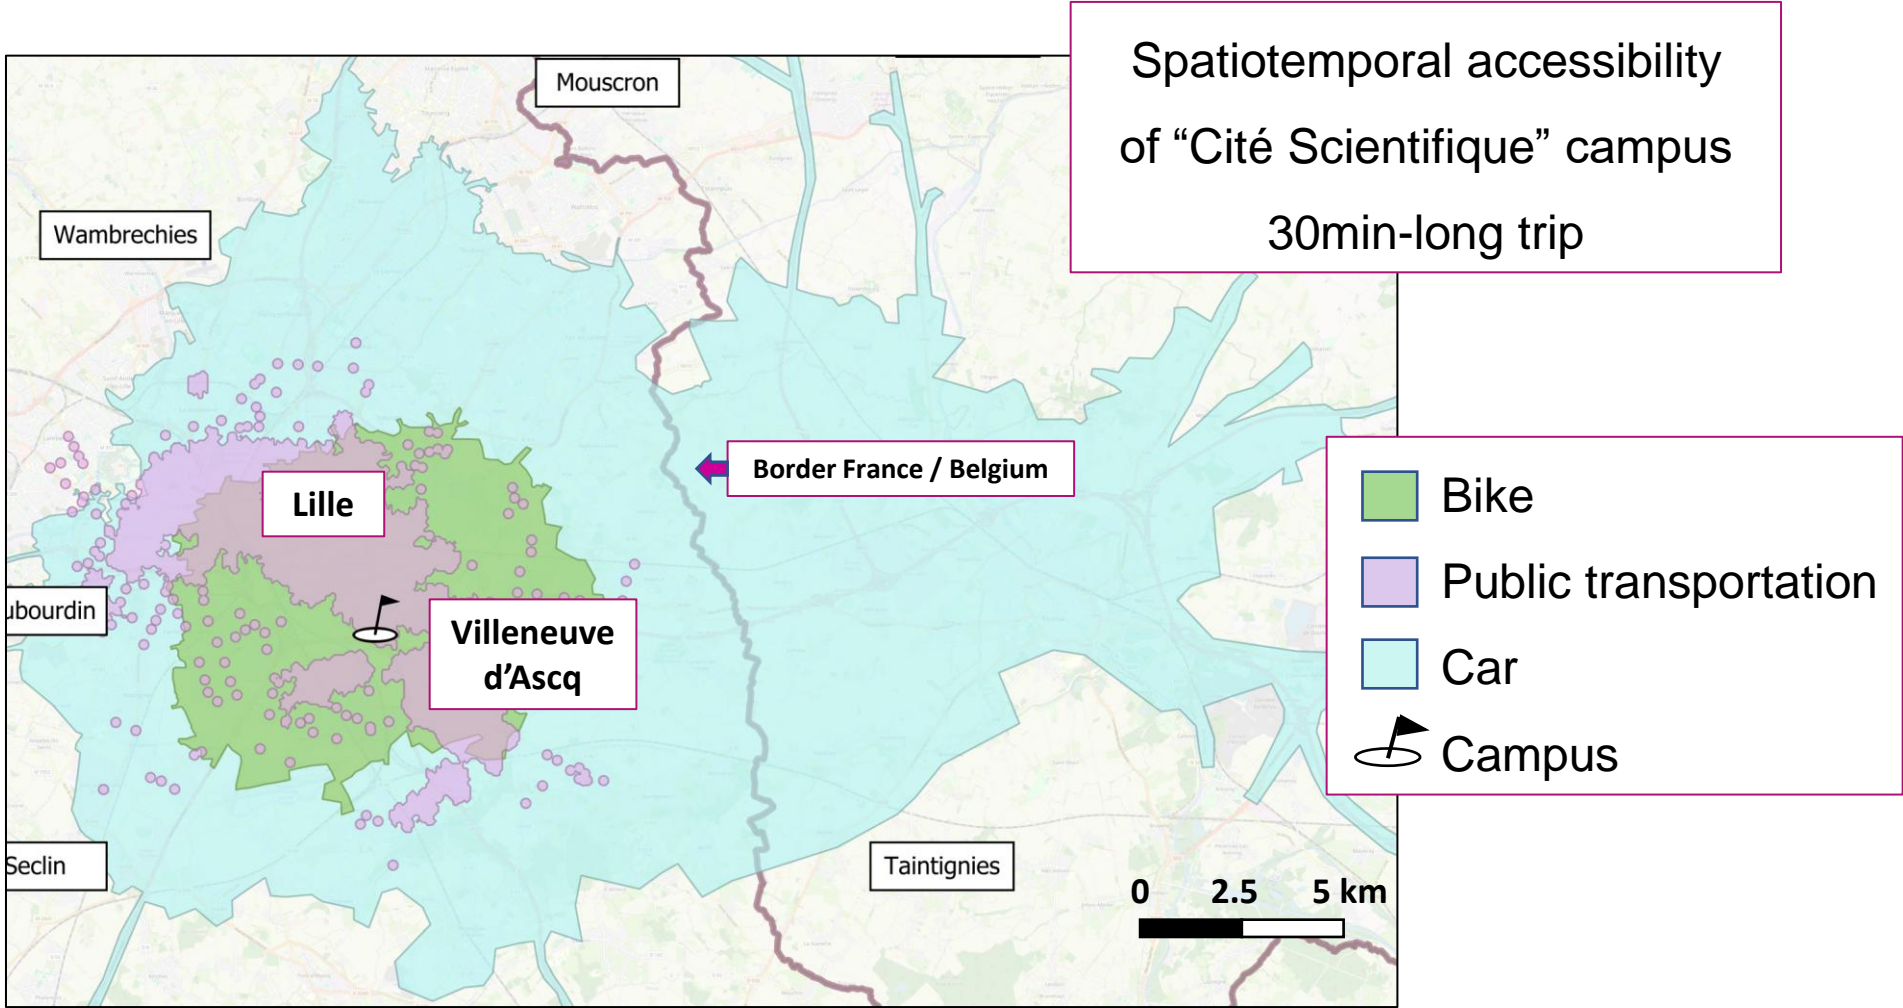 Spatiotemporal accessibility
of “Cité Scientifique” campus
30min-long trip
Mouscron
Wambrechies
Border France / Belgium
Lille
ubourdin
Villeneuve
d’Ascq
Seclin
Taintignies
0 2.5 5 km
Bike
Public transportation
Car
Campus